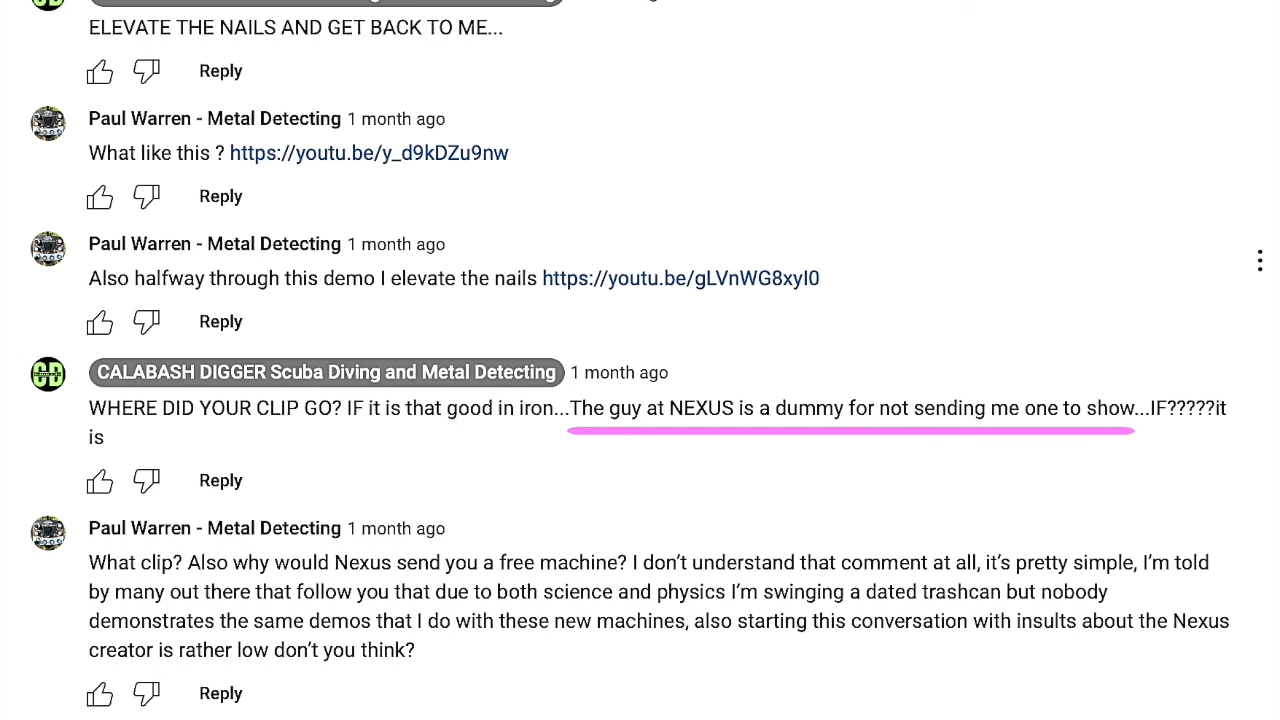 ELEVATE THE NAILS AND GET BACK TO ME...
Reply
Paul Warren - Metal Detecting 1 month ago
What like this ? https://youtu.be/y_d9kDZu9nw
Reply
Paul Warren - Metal Detecting 1 month ago
Also halfway through this demo I elevate the nails https://youtu.be/gLVnWG8xyI0
Reply
CD
CALABASH DIGGER Scuba Diving and Metal Detecting 1 month ago
WHERE DID YOUR CLIP GO? IF it is that good in iron...The guy at NEXUS is a dummy for not sending me one to show...IF?????it
is
Reply
Paul Warren - Metal Detecting 1 month ago
What clip? Also why would Nexus send you a free machine? I don’t understand that comment at all, it’s pretty simple, I’m told
by many out there that follow you that due to both science and physics I’m swinging a dated trashcan but nobody
demonstrates the same demos that I do with these new machines, also starting this conversation with insults about the Nexus
creator is rather low don’t you think?
Reply